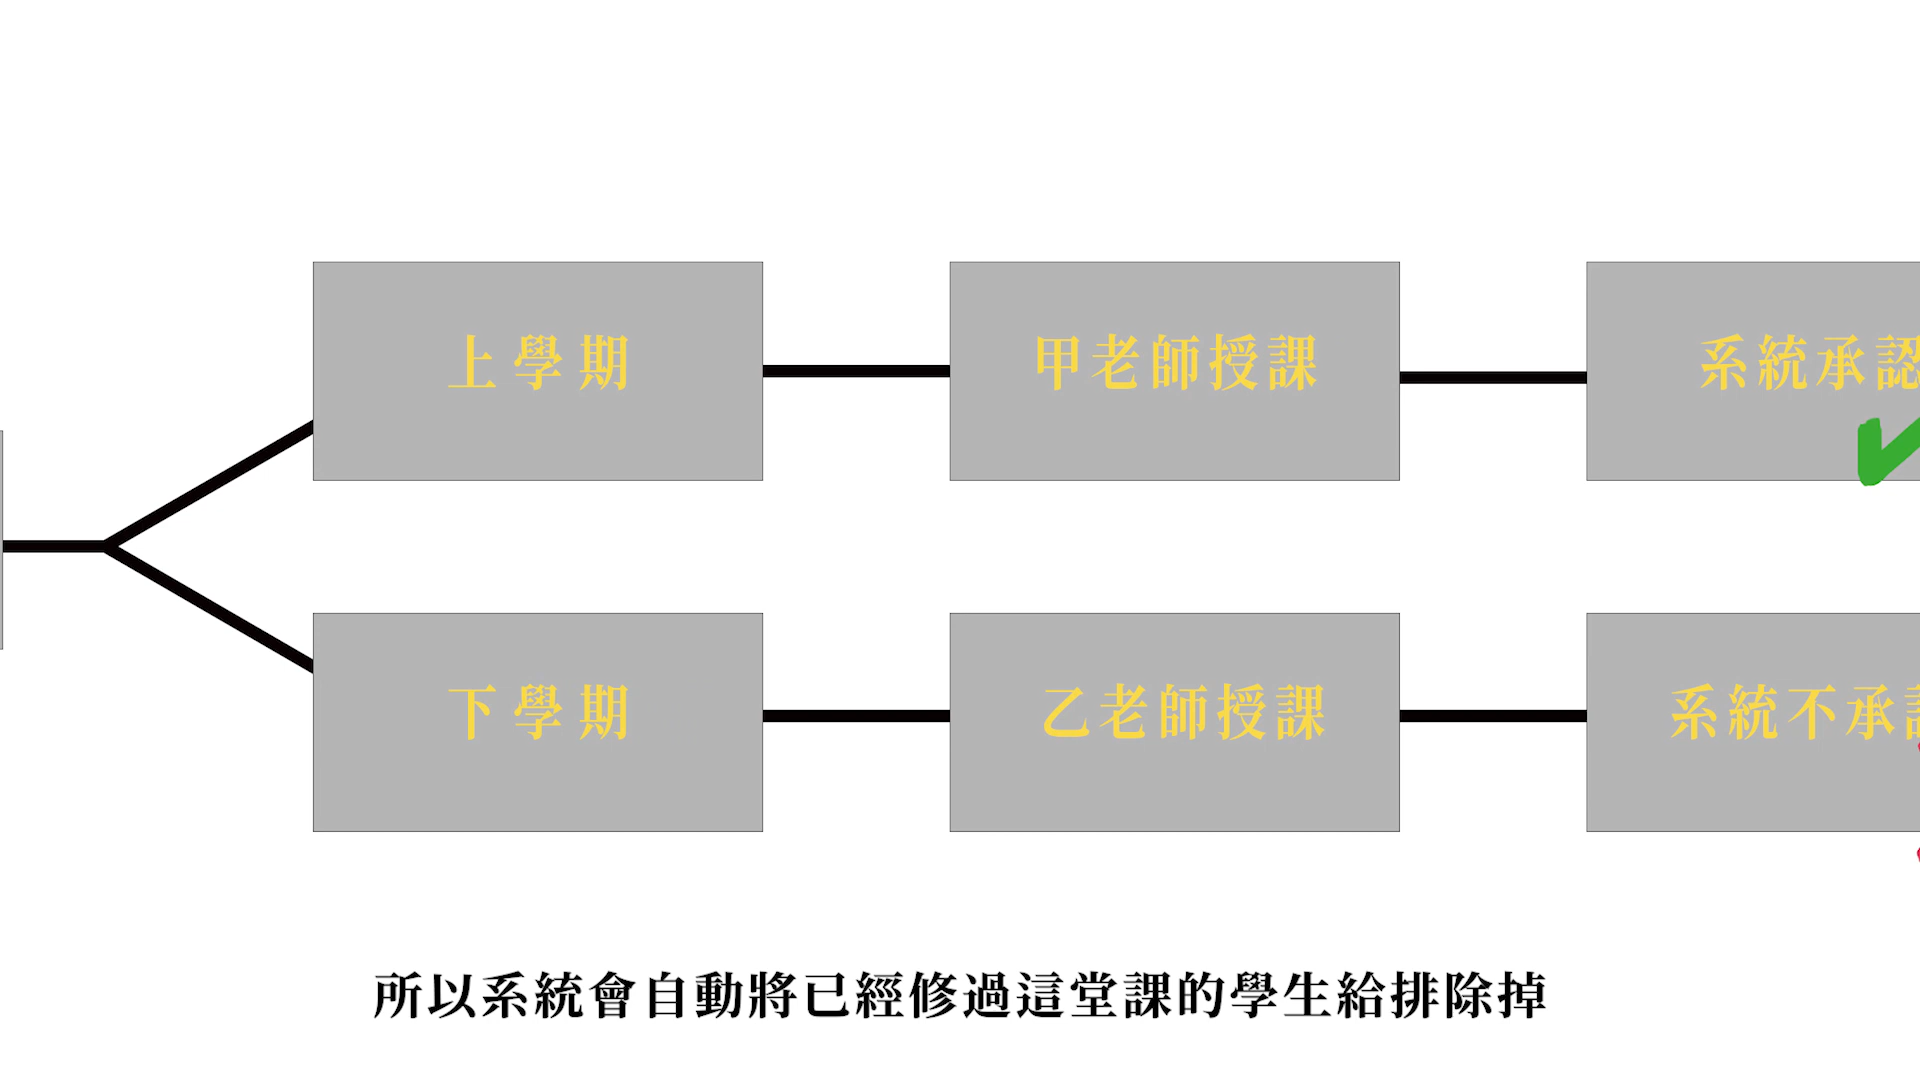 上學期
甲老師授課
系統承認
下學期
乙老師授課
系統不承
所以系統會自動將已經修過這堂課的學生給排除掉